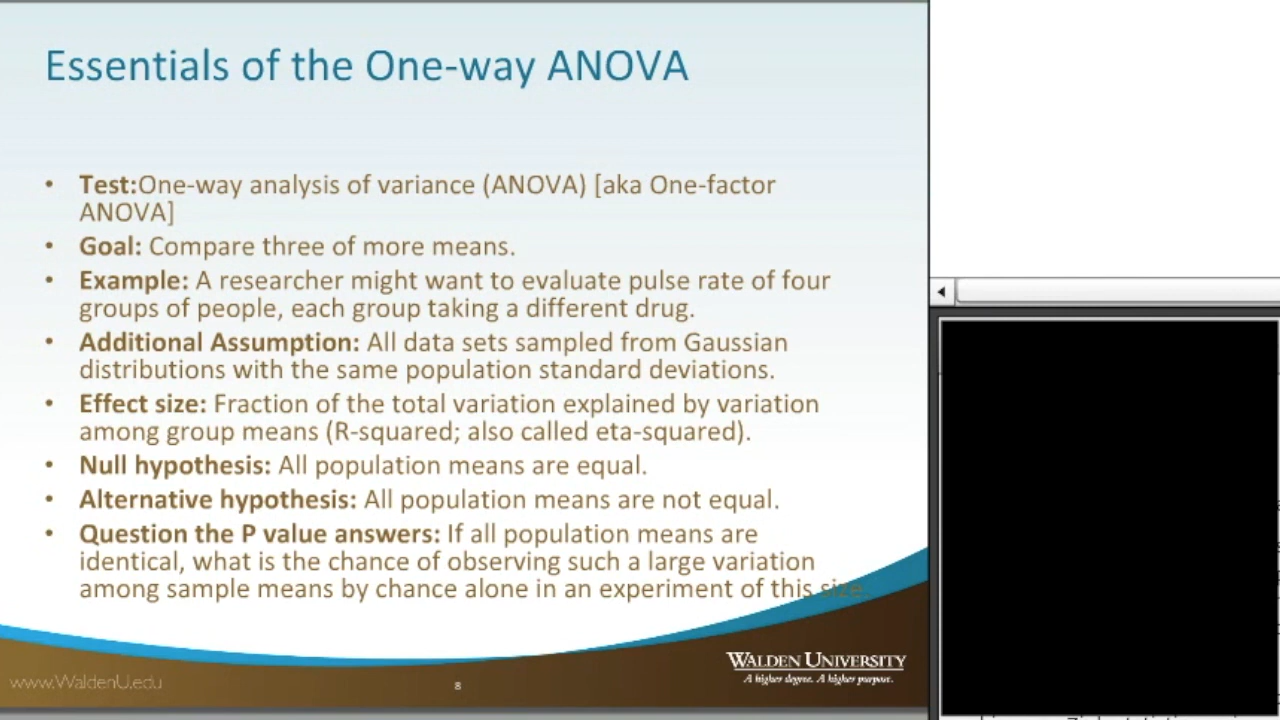 Essentials of the One-way ANOVA
• Test:One-way analysis of variance (ANOVA) [aka One-factor
ANOVA]
• Goal: Compare three of more means.
• Example: A researcher might want to evaluate pulse rate of four
groups of people, each group taking a different drug.
• Additional Assumption: All data sets sampled from Gaussian
distributions with the same population standard deviations.
• Effect size: Fraction of the total variation explained by variation
among group means (R-squared; also called eta-squared).
• Null hypothesis: All population means are equal.
• Alternative hypothesis: All population means are not equal.
• Question the P value answers: If all population means are
identical, what is the chance of observing such a large variation
among sample means by chance alone in an experiment of this size.
WALDEN UNIVERSITY
A higher degree. A higher purpose.
www.WaldenU.edu
8